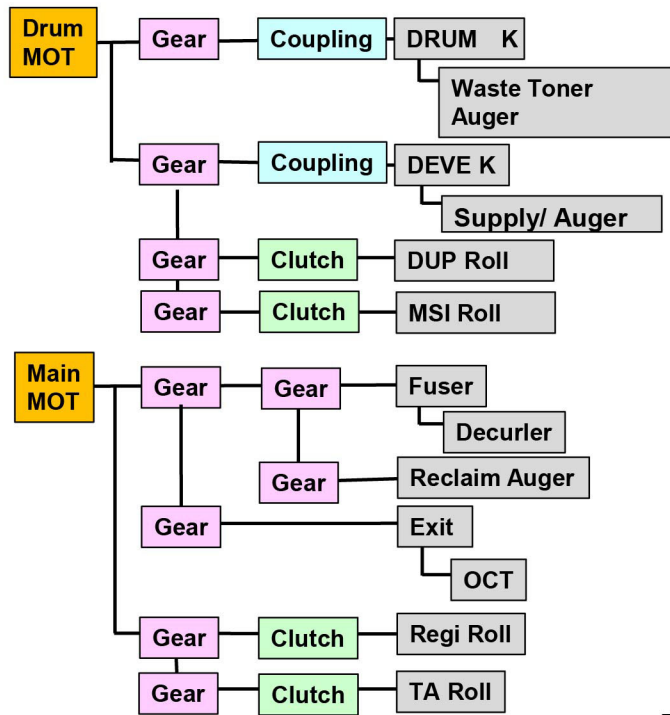 Drum
MOT
Gear
Coupling
DRUM K
Waste Toner
Auger
Gear
Coupling
DEVE K
Supply/ Auger
Gear
Clutch
DUP Roll
Gear
Clutch
MSI Roll
Main
MOT
Gear
Gear
Fuser
Decurler
Gear
Reclaim Auger
Gear
Exit
OCT
Gear
Clutch
Regi Roll
Gear
Clutch
TA Roll